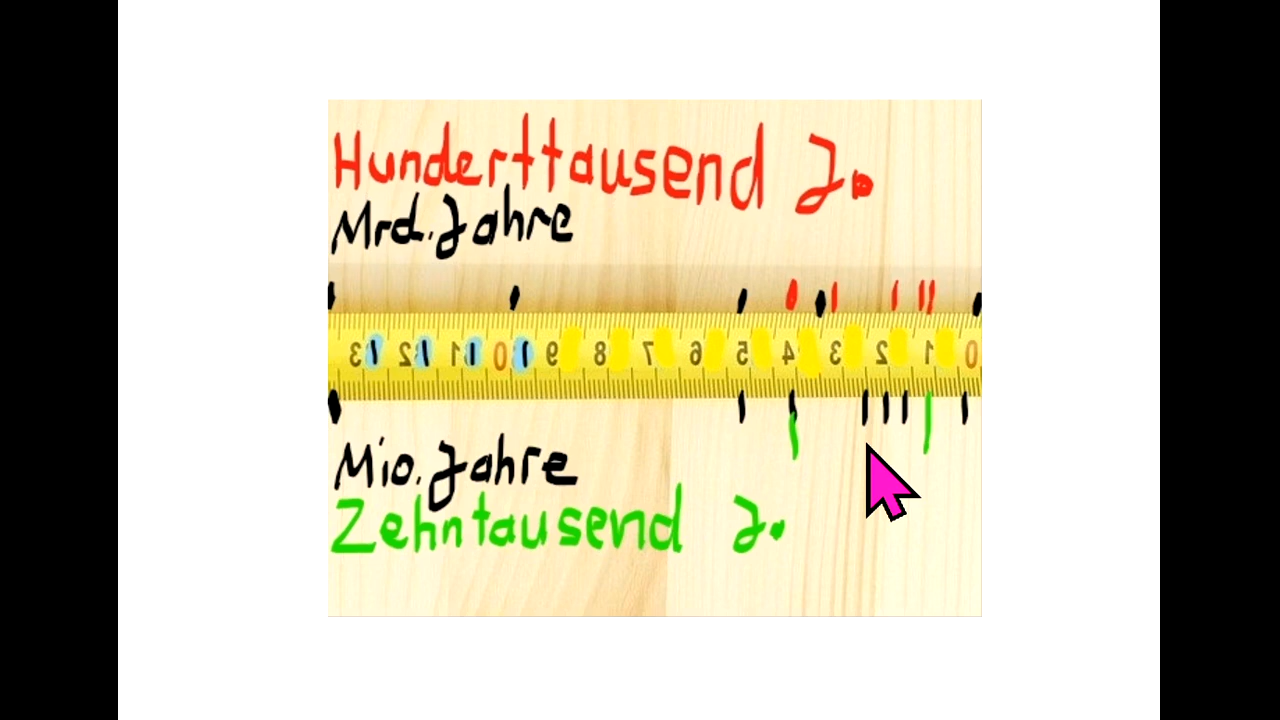 Hunderttausend J.
Mrd. Jahre
13 12 11 10 9 8 7 6 5 4 3 2 1 0
Mio. Jahre
Zehntausend J.